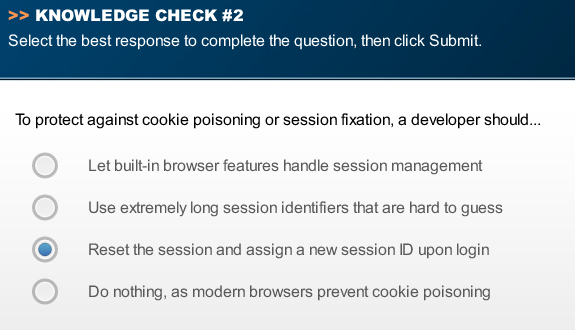 >> KNOWLEDGE CHECK #2
Select the best response to complete the question, then click Submit.
To protect against cookie poisoning or session fixation, a developer should...
Let built-in browser features handle session management
Use extremely long session identifiers that are hard to guess
Reset the session and assign a new session ID upon login
Do nothing, as modern browsers prevent cookie poisoning